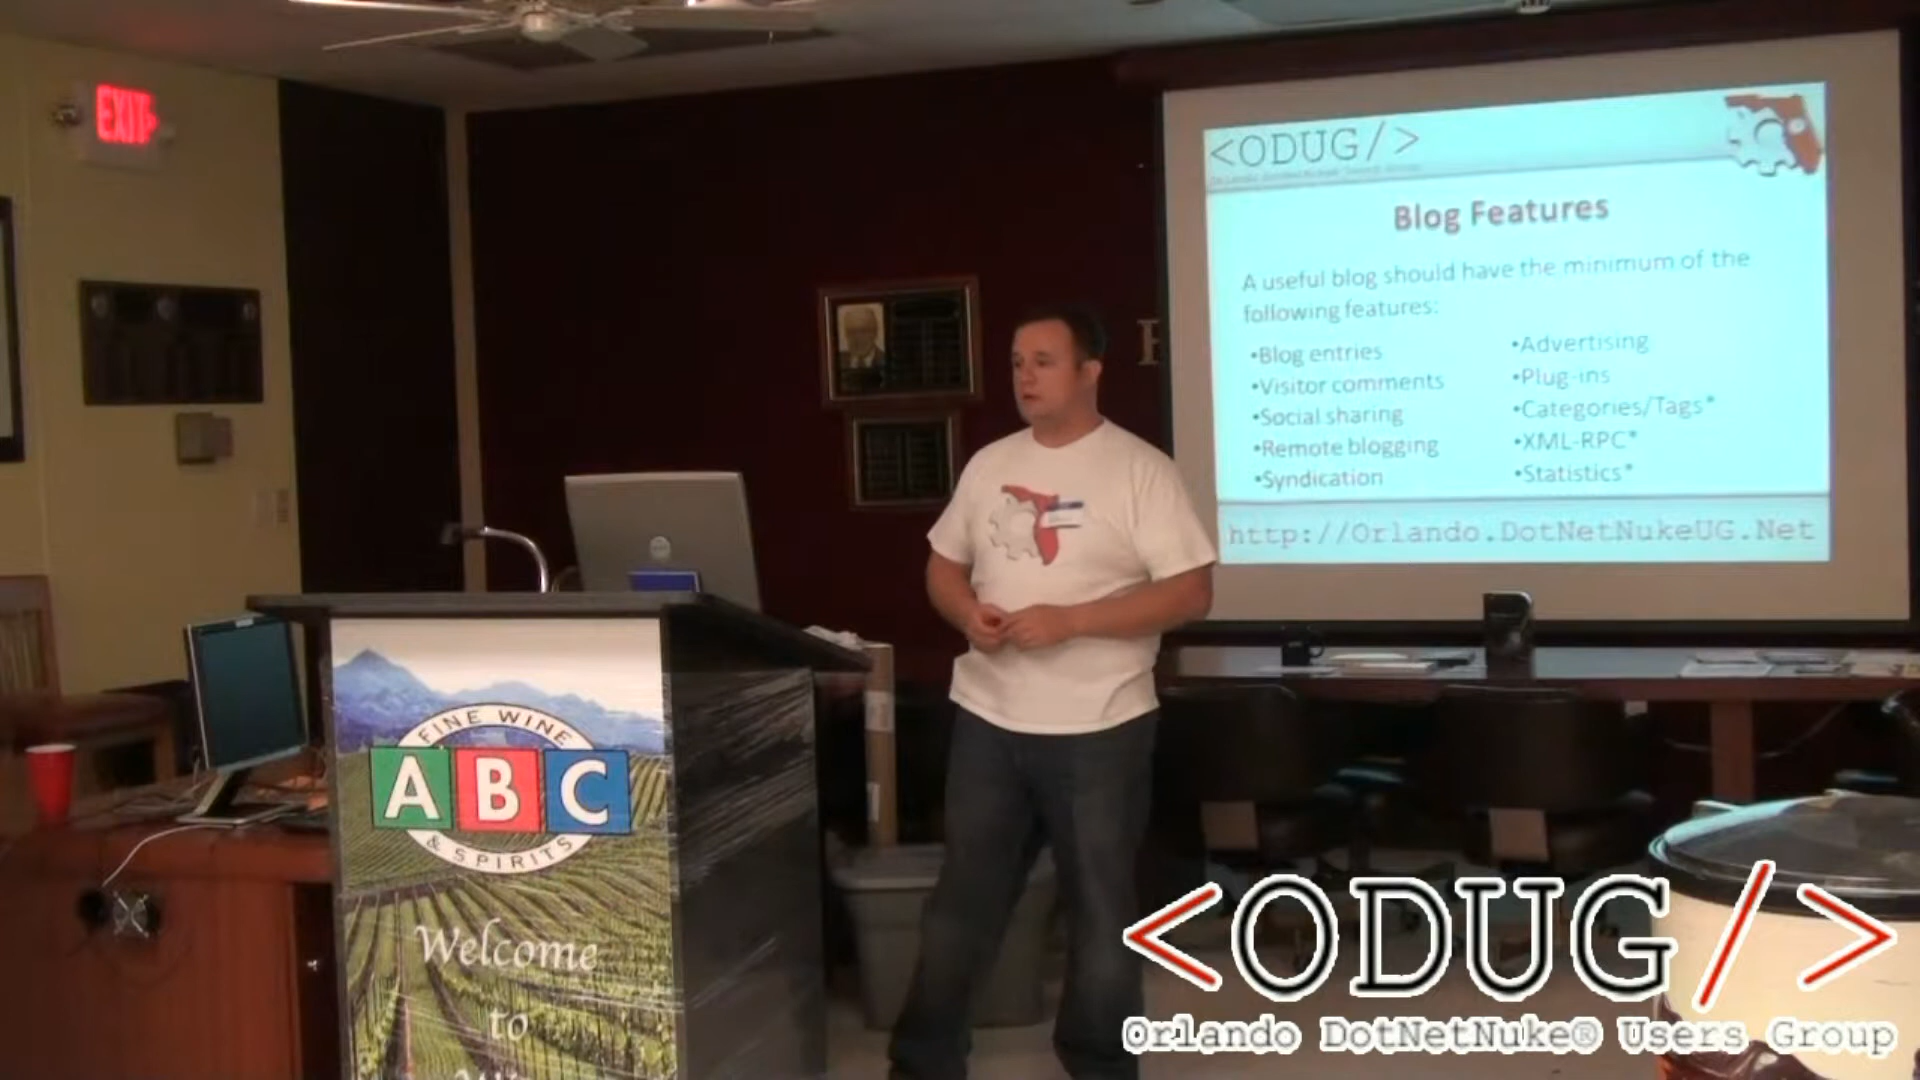 EXIT
<ODUG/>
Blog Features
A useful blog should have the minimum of the
following features:
•Blog entries
•Visitor comments
•Social sharing
•Remote blogging
•Syndication
•Advertising
•Plug-ins
•Categories/Tags*
•XML-RPC*
•Statistics*
http://Orlando.DotNetNukeUG.Net
FINE WINE
ABC
& SPIRITS
Welcome
to
<ODUG/>
Orlando DotNetNuke® Users Group